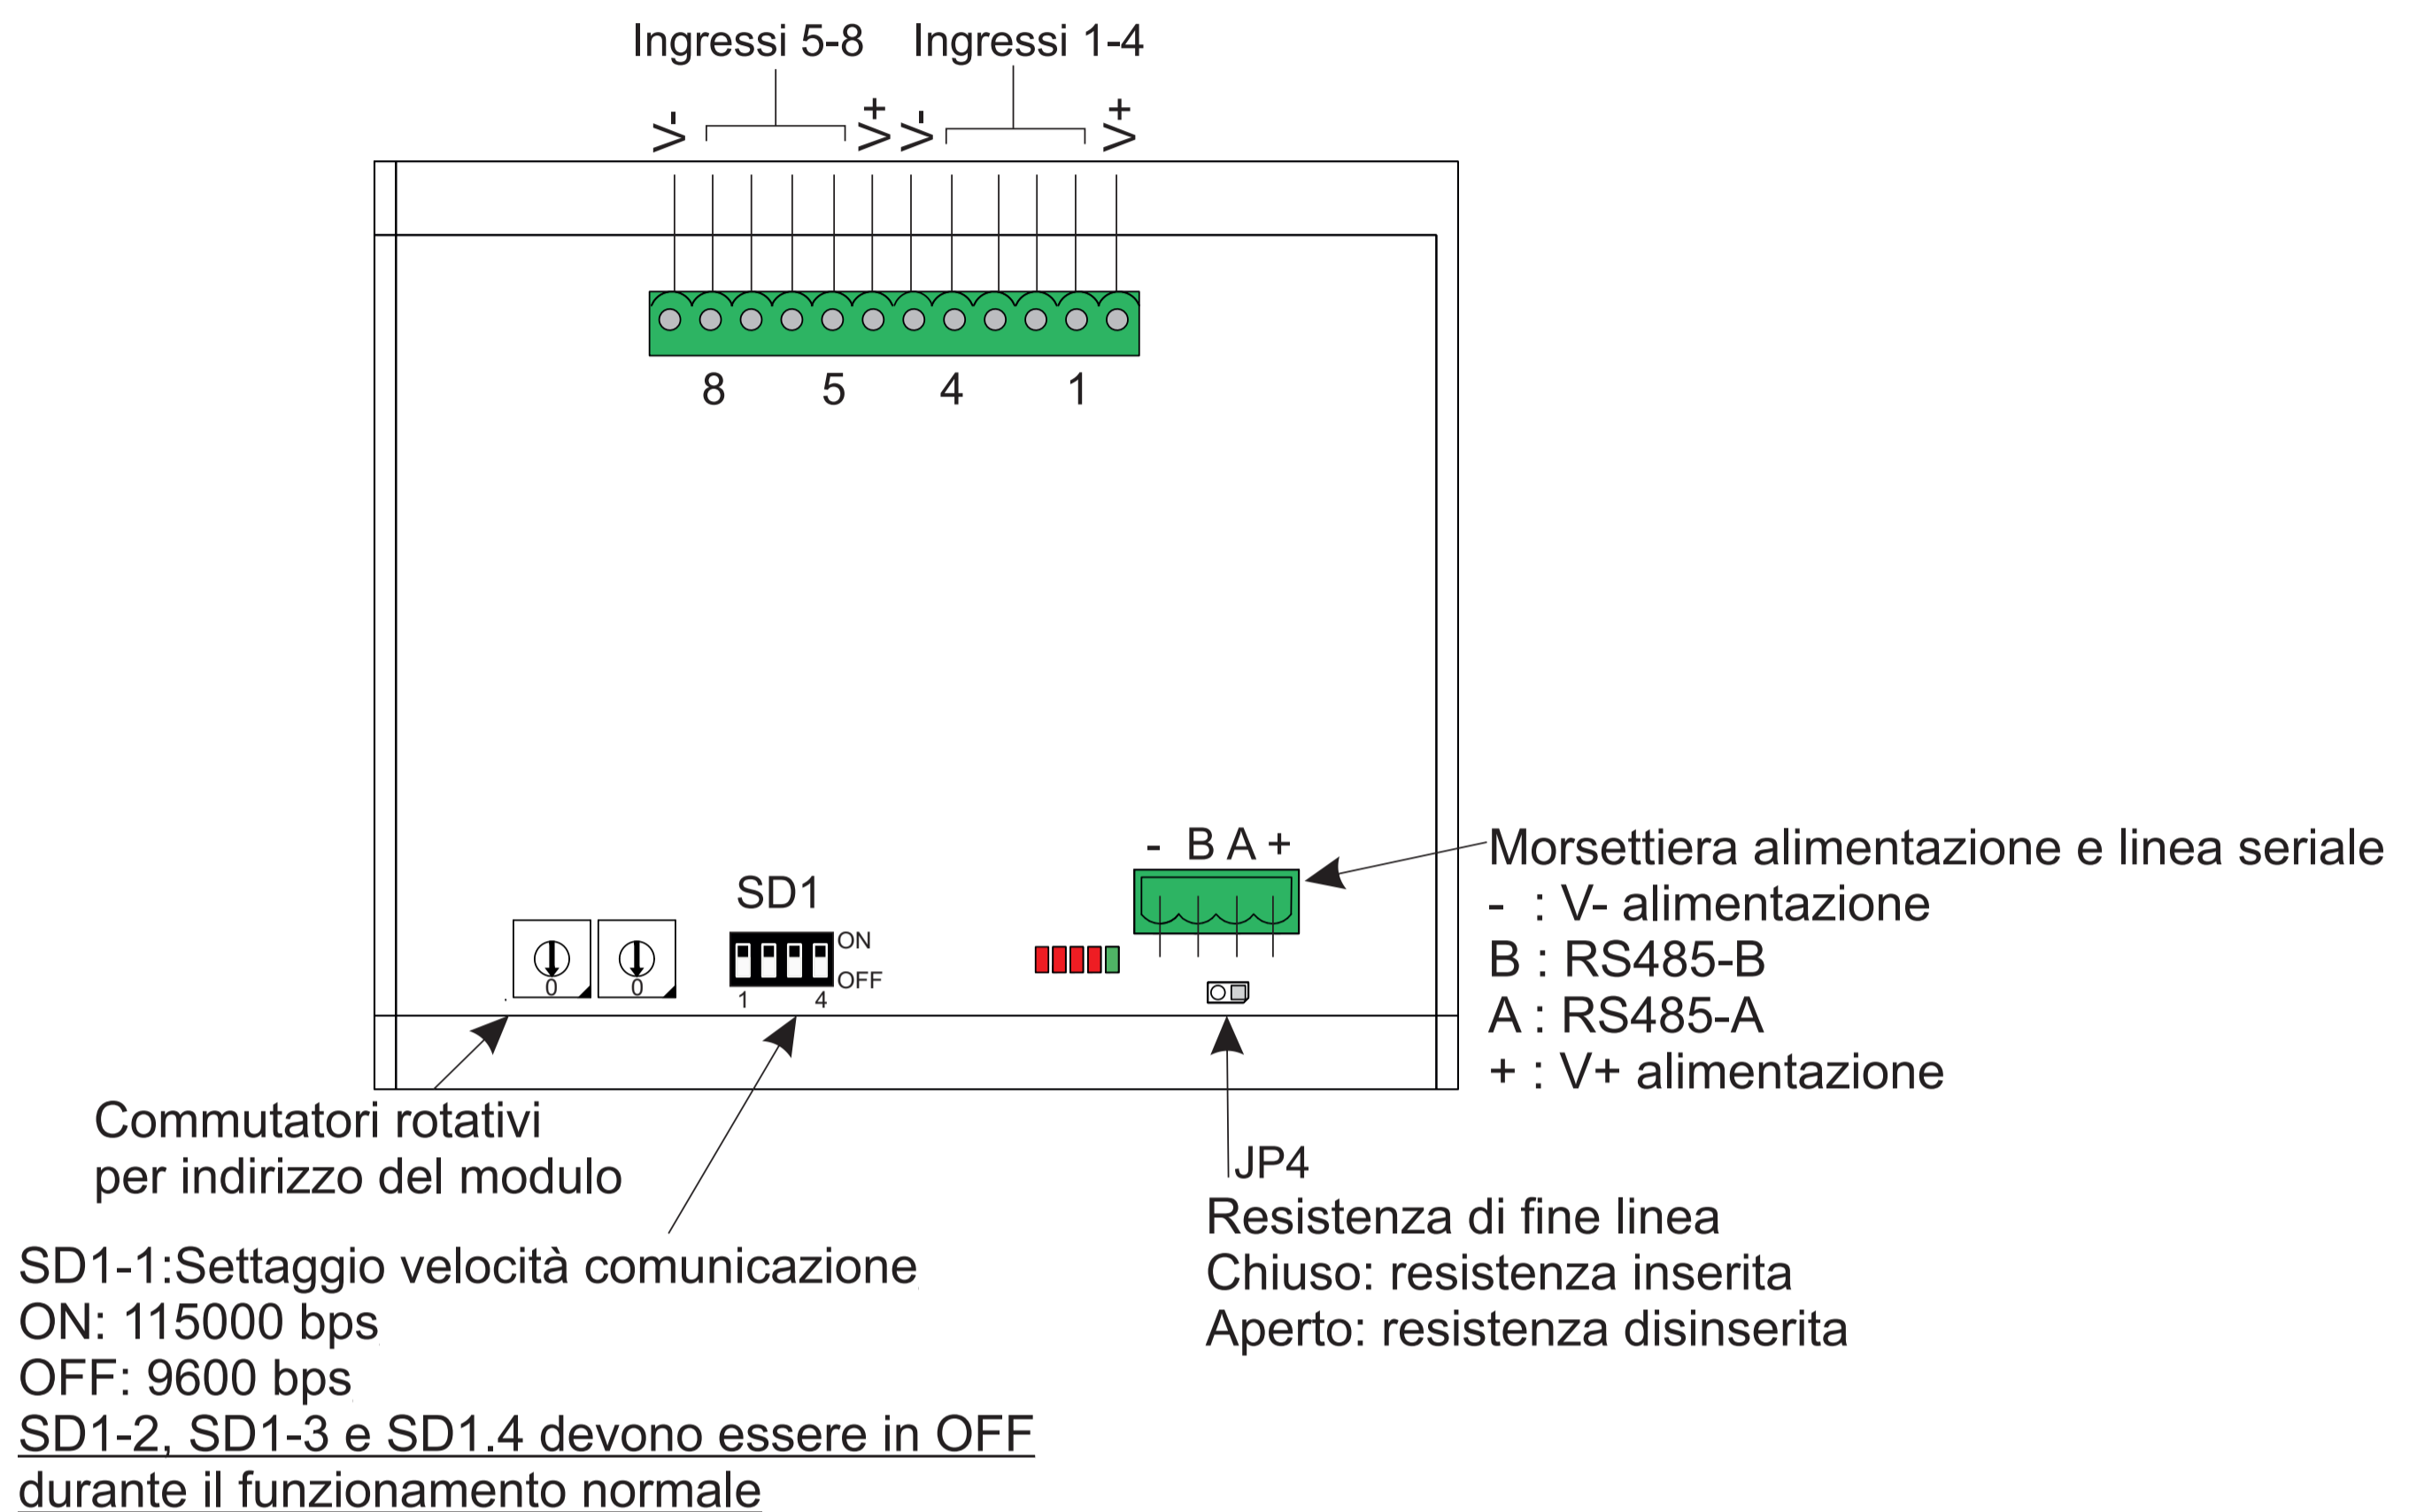 Ingressi 5-8 Ingressi 1-4
V- V+ V- V+
8 5 4 1
- B A +
Morsettiera alimentazione e linea seriale
- : V- alimentazione
B : RS485-B
A : RS485-A
+ : V+ alimentazione
SD1
ON
OFF
0 0
1 4
Commutatori rotativi
per indirizzo del modulo
JP4
Resistenza di fine linea
Chiuso: resistenza inserita
Aperto: resistenza disinserita
SD1-1:Settaggio velocità comunicazione
ON: 115000 bps
OFF: 9600 bps
SD1-2, SD1-3 e SD1.4 devono essere in OFF
durante il funzionamento normale